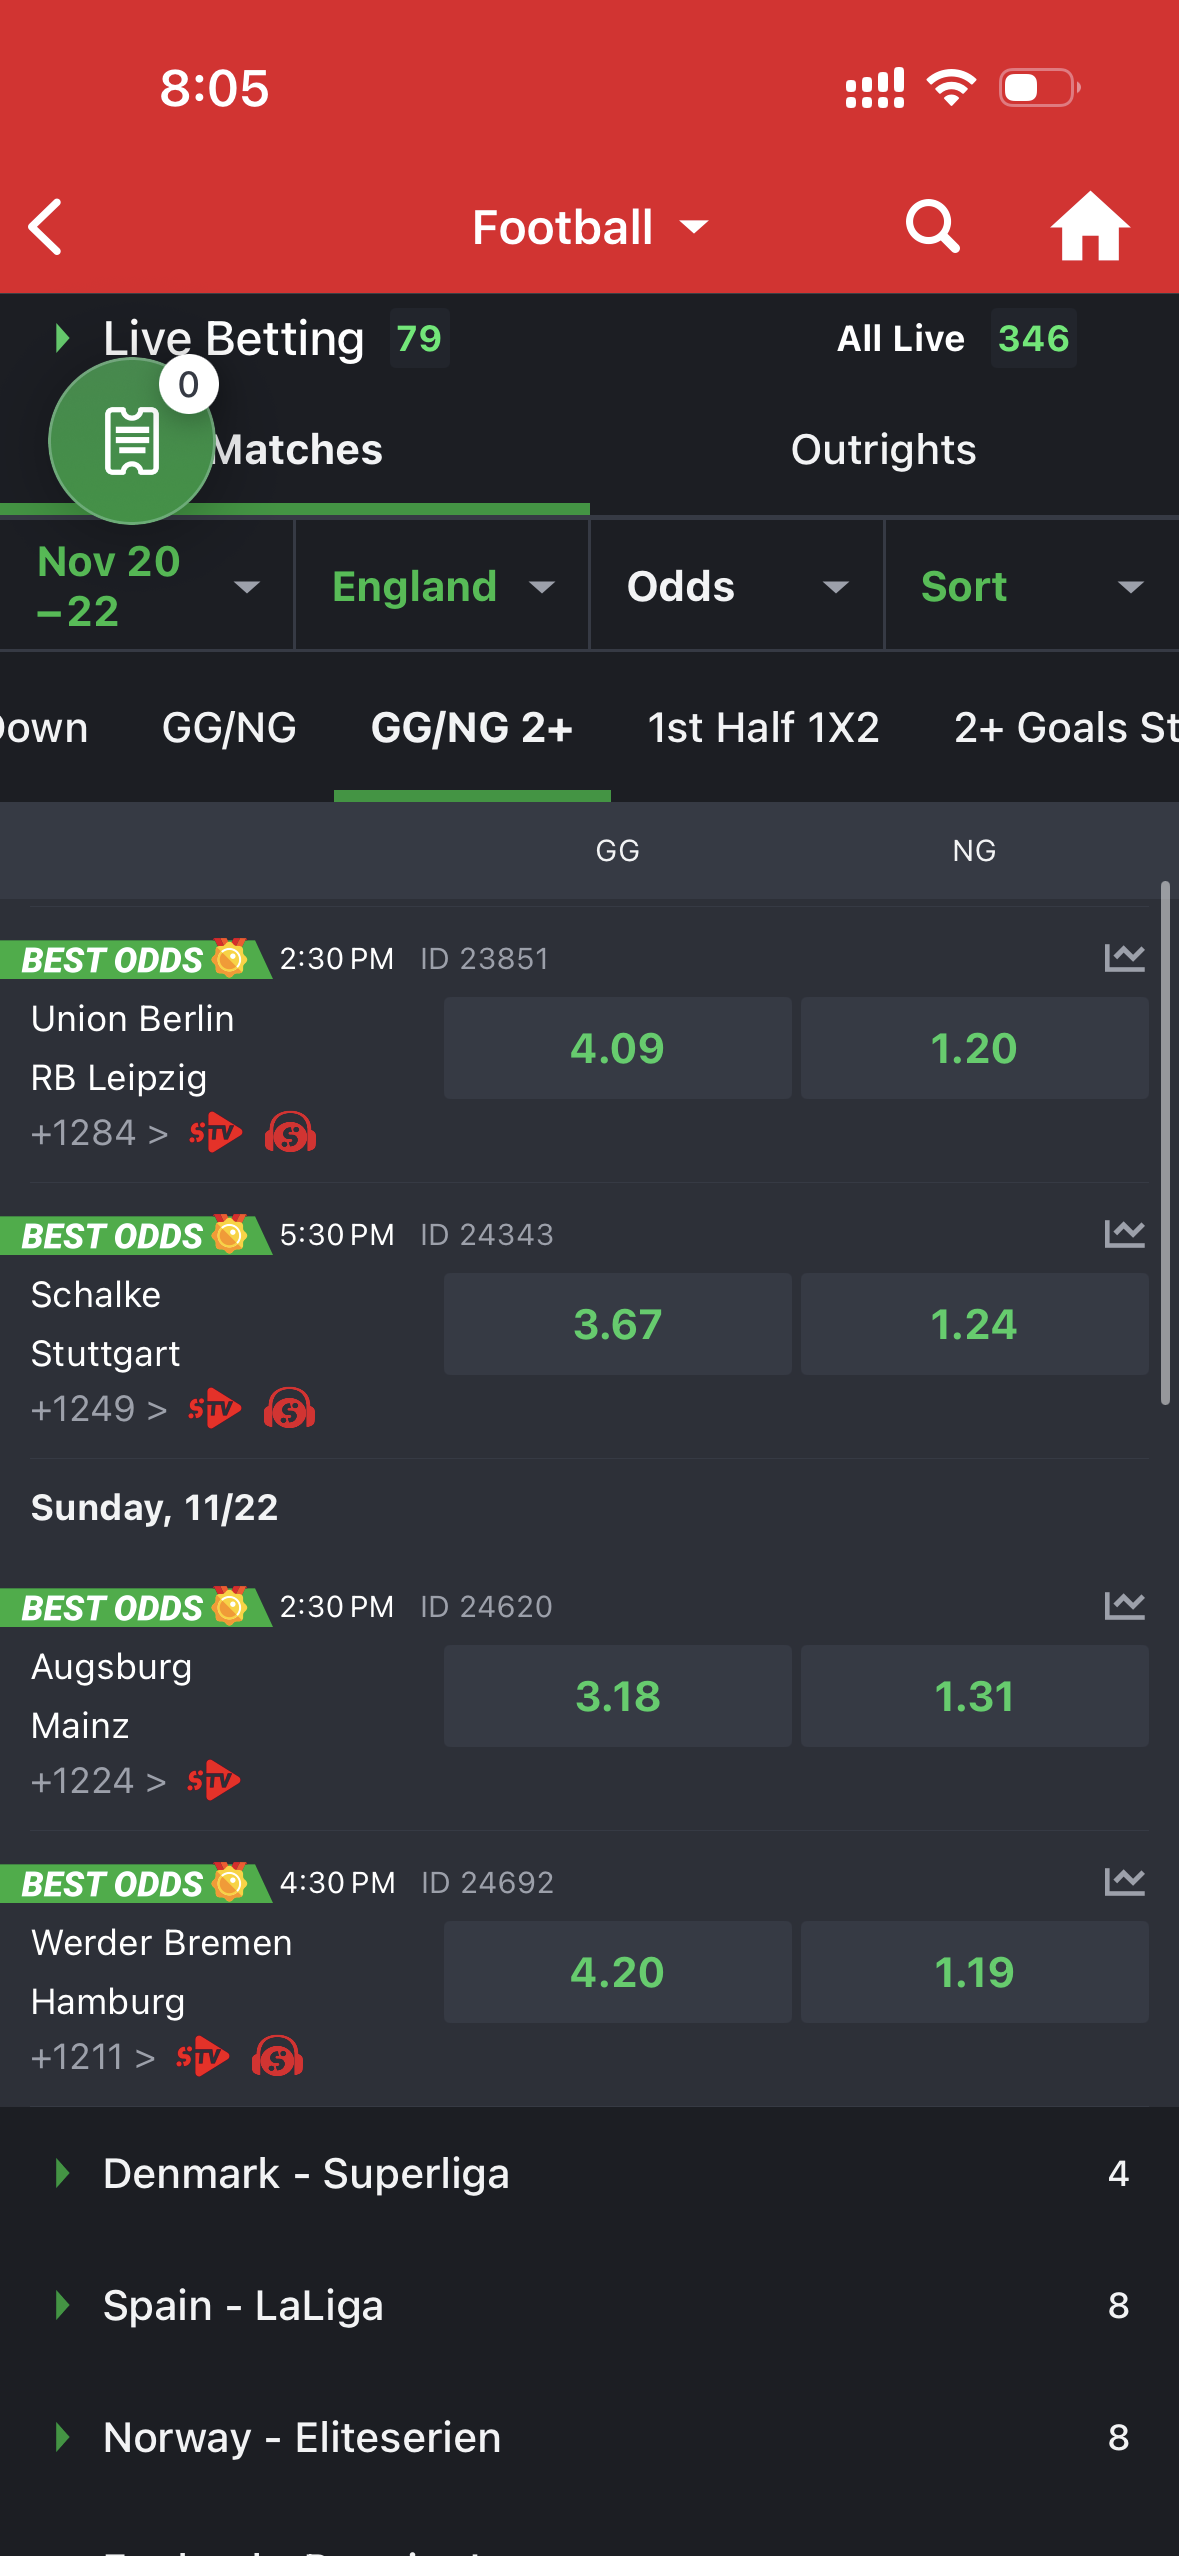 8:05
Football
Live Betting 79 All Live 346
0
Matches Outrights
Nov 20
–22
England Odds Sort
GG/NG GG/NG 2+ 1st Half 1X2 2+ Goals
GG NG
BEST ODDS 2:30 PM ID 23851
Union Berlin 4.09 1.20
RB Leipzig
+1284 > STV
BEST ODDS 5:30 PM ID 24343
Schalke 3.67 1.24
Stuttgart
+1249 > STV
Sunday, 11/22
BEST ODDS 2:30 PM ID 24620
Augsburg 3.18 1.31
Mainz
+1224 > STV
BEST ODDS 4:30 PM ID 24692
Werder Bremen 4.20 1.19
Hamburg
+1211 > STV
Denmark - Superliga 4
Spain - LaLiga 8
Norway - Eliteserien 8